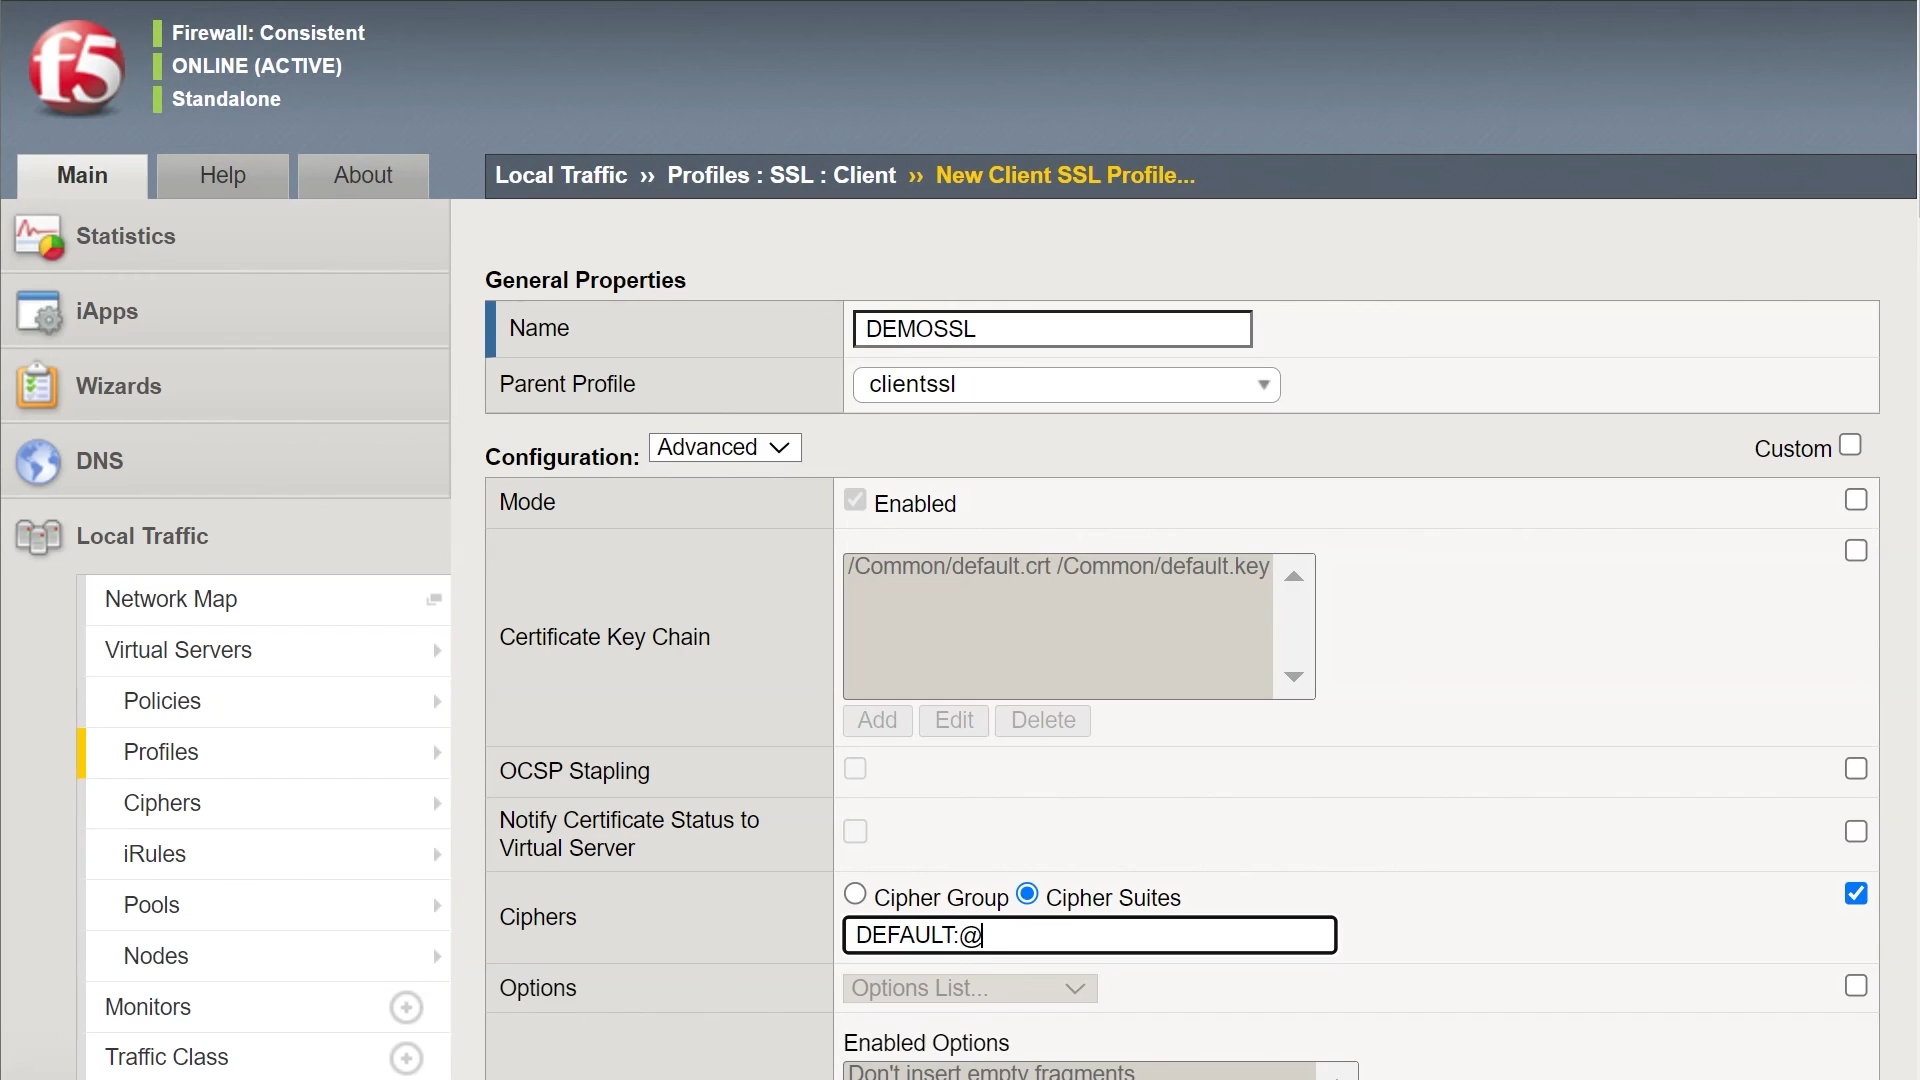 f5
Firewall: Consistent
ONLINE (ACTIVE)
Standalone
Main
Help
About
Local Traffic ›› Profiles : SSL : Client ›› New Client SSL Profile...
Statistics
iApps
Wizards
DNS
Local Traffic
Network Map
Virtual Servers
Policies
Profiles
Ciphers
iRules
Pools
Nodes
Monitors
Traffic Class
General Properties
Name
DEMOSSL
Parent Profile
clientssl
Configuration: Advanced
Custom
Mode
Enabled
Certificate Key Chain
/Common/default.crt /Common/default.key
Add Edit Delete
OCSP Stapling
Notify Certificate Status to
Virtual Server
Ciphers
Cipher Group Cipher Suites
DEFAULT:@
Options
Options List...
Enabled Options
Don't insert empty fragments